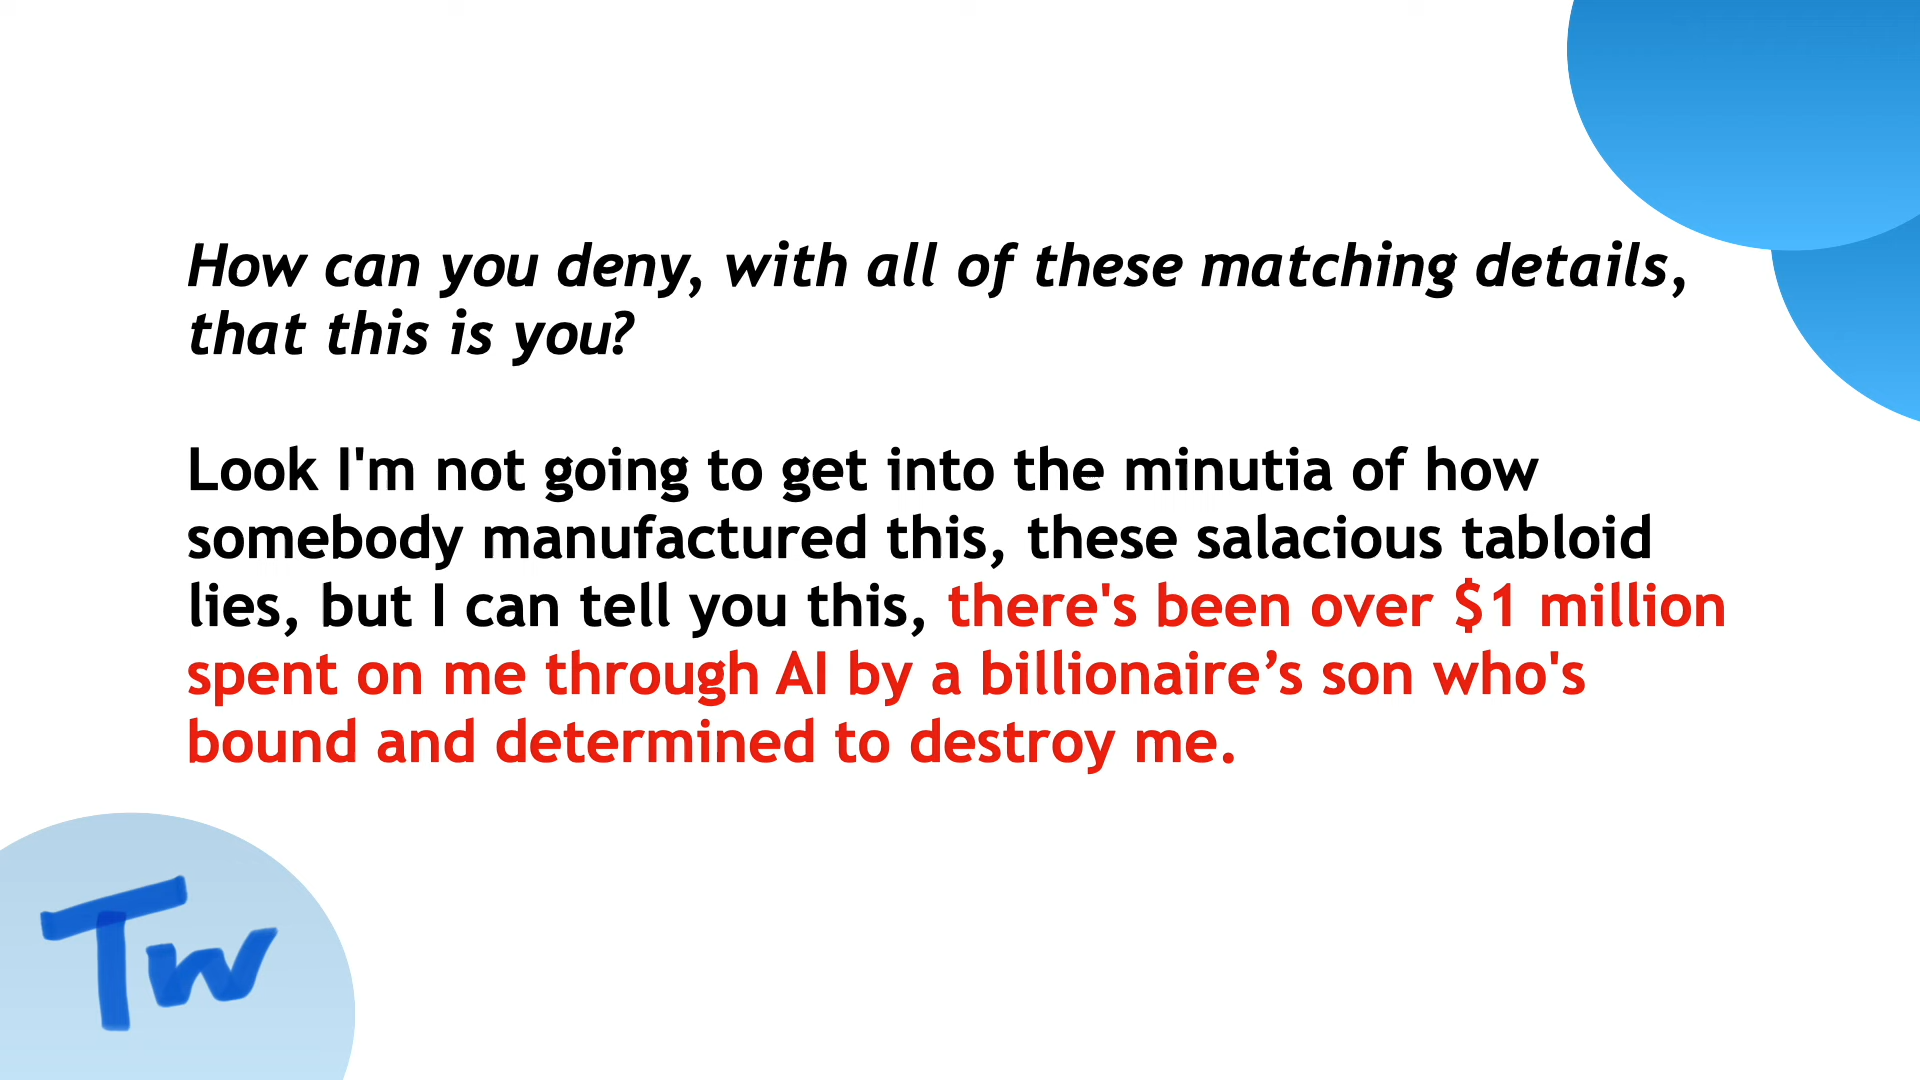 How can you deny, with all of these matching details,
that this is you?
Look I'm not going to get into the minutia of how
somebody manufactured this, these salacious tabloid
lies, but I can tell you this, there's been over $1 million
spent on me through AI by a billionaire’s son who's
bound and determined to destroy me.
Tw